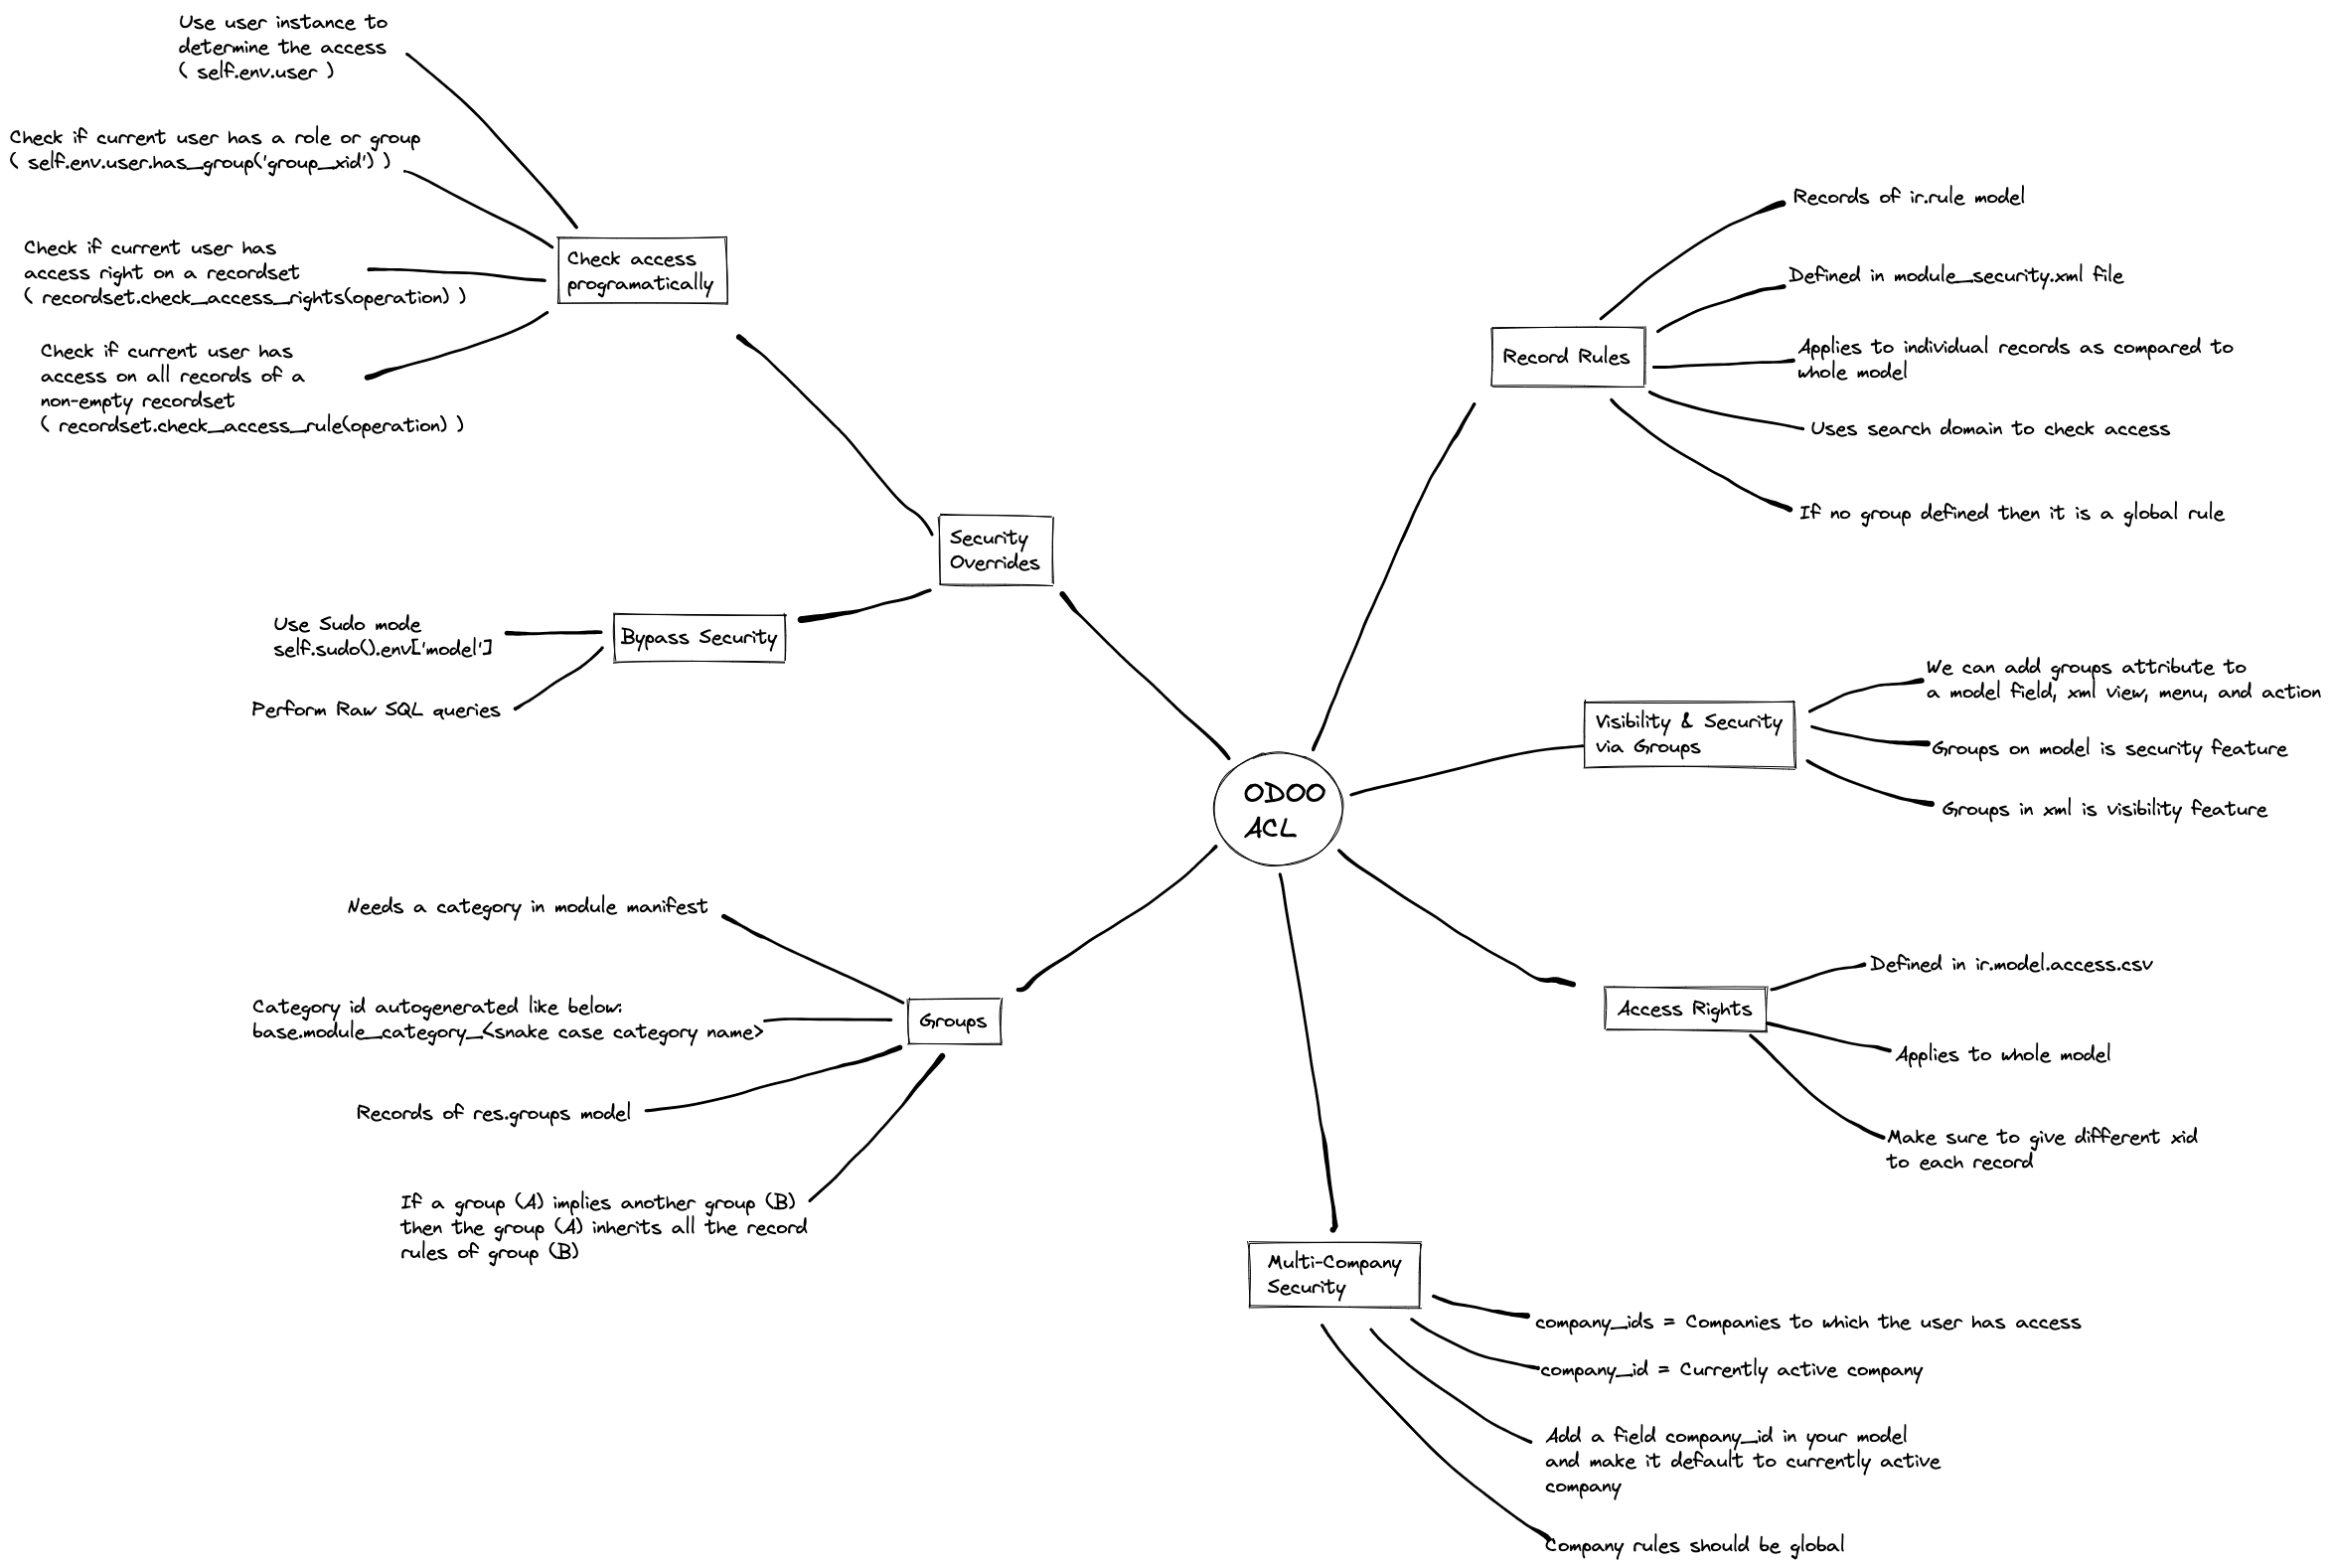 Use user instance to
determine the access
( self.env.user )
Check if current user has a role or group
( self.env.user.has_group('group_xid') )
Check if current user has
access right on a recordset
( recordset.check_access_rights(operation) )
Check if current user has
access on all records of a
non-empty recordset
( recordset.check_access_rule(operation) )
Check access
programatically
Security
Overrides
Bypass Security
Use Sudo mode
self.sudo().env['model']
Perform Raw SQL queries
Record Rules
Records of ir.rule model
Defined in module_security.xml file
Applies to individual records as compared to
whole model
Uses search domain to check access
If no group defined then it is a global rule
Visibility & Security
via Groups
We can add groups attribute to
a model field, xml view, menu, and action
Groups on model is security feature
Groups in xml is visibility feature
ODOO
ACL
Needs a category in module manifest
Category id autogenerated like below:
base.module_category_<snake case category name>
Groups
Records of res.groups model
If a group (A) implies another group (B)
then the group (A) inherits all the record
rules of group (B)
Access Rights
Defined in ir.model.access.csv
Applies to whole model
Make sure to give different xid
to each record
Multi-Company
Security
company_ids = Companies to which the user has access
company_id = Currently active company
Add a field company_id in your model
and make it default to currently active
company
Company rules should be global